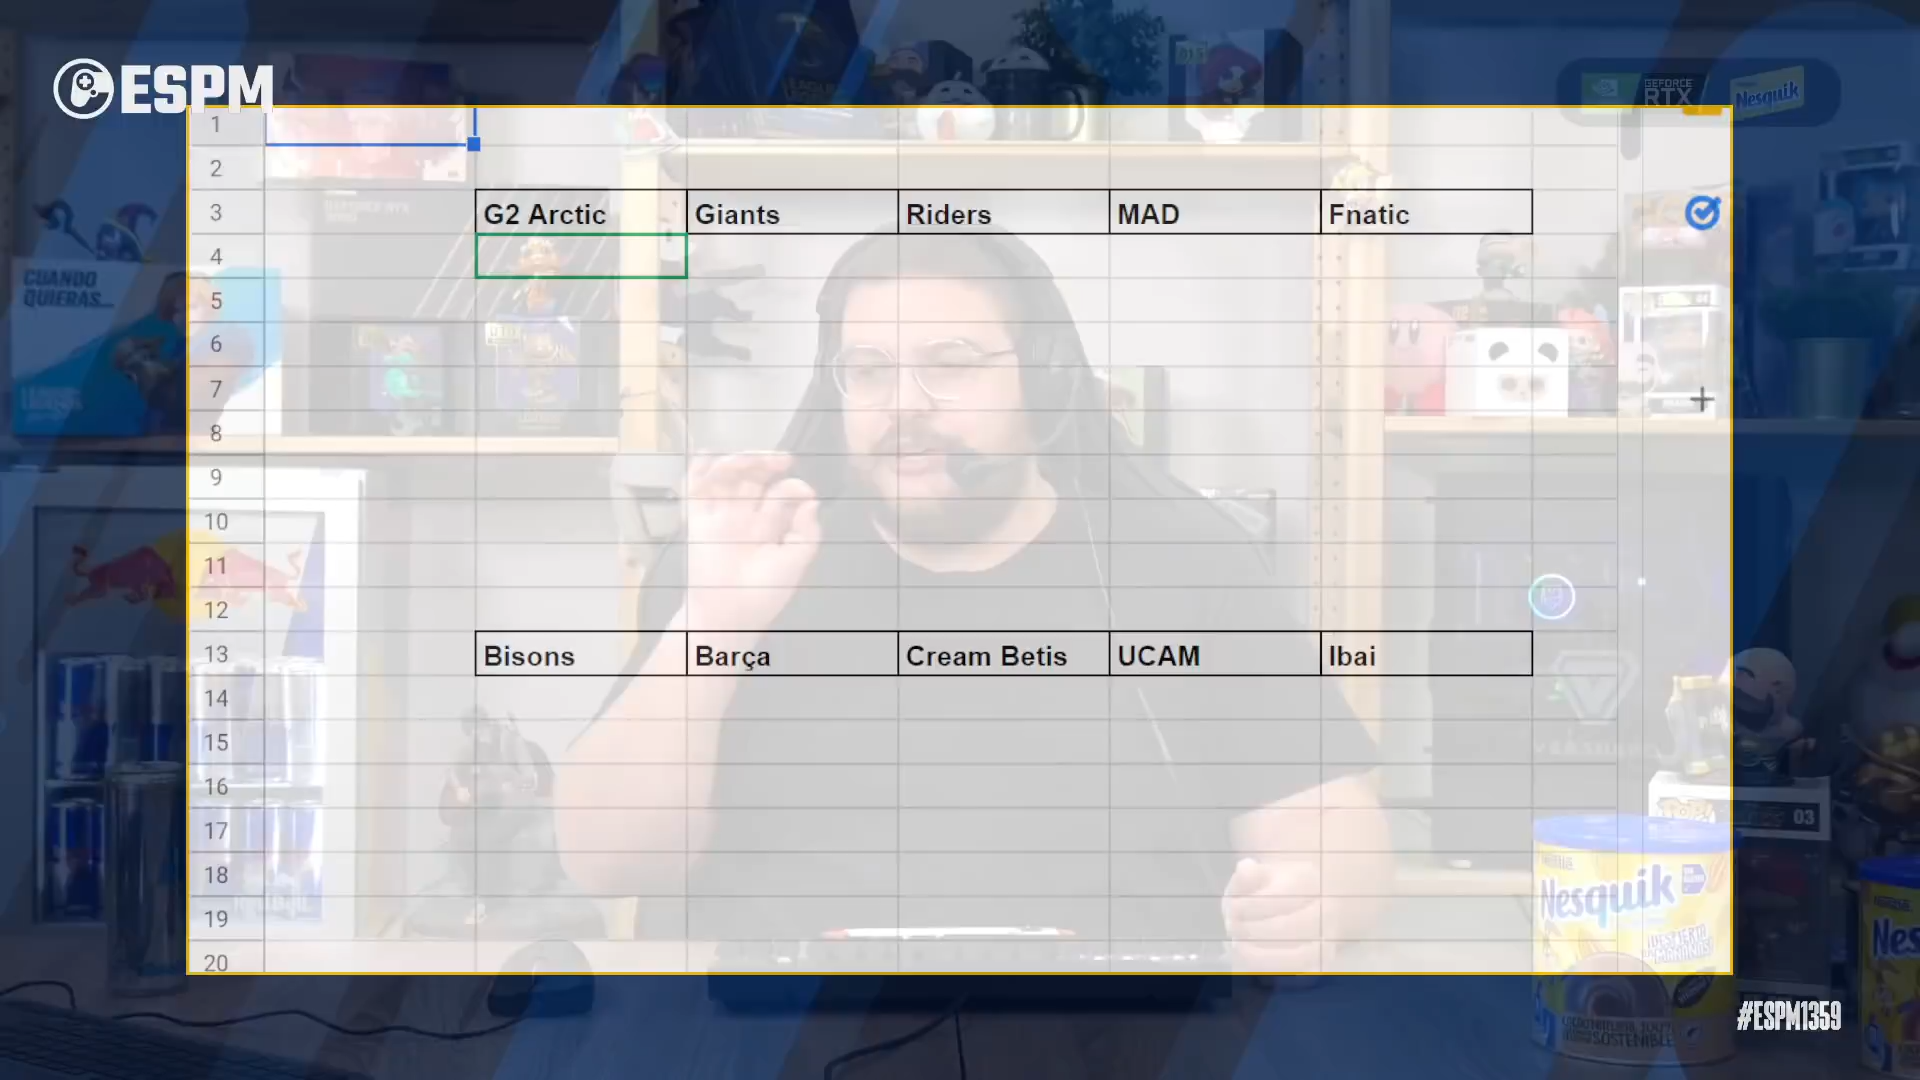 ESPM
GEFORCE
RTX
Nesquik
1
2
3 G2 Arctic Giants Riders MAD Fnatic
4
CUANDO
QUIERAS...
5
6
7
8
9
10
11
12
13 Bisons Barça Cream Betis UCAM Ibai
14
15
16
17
03
18
Nesquik
19
20
#ESPM1359
SOSTENIBLE